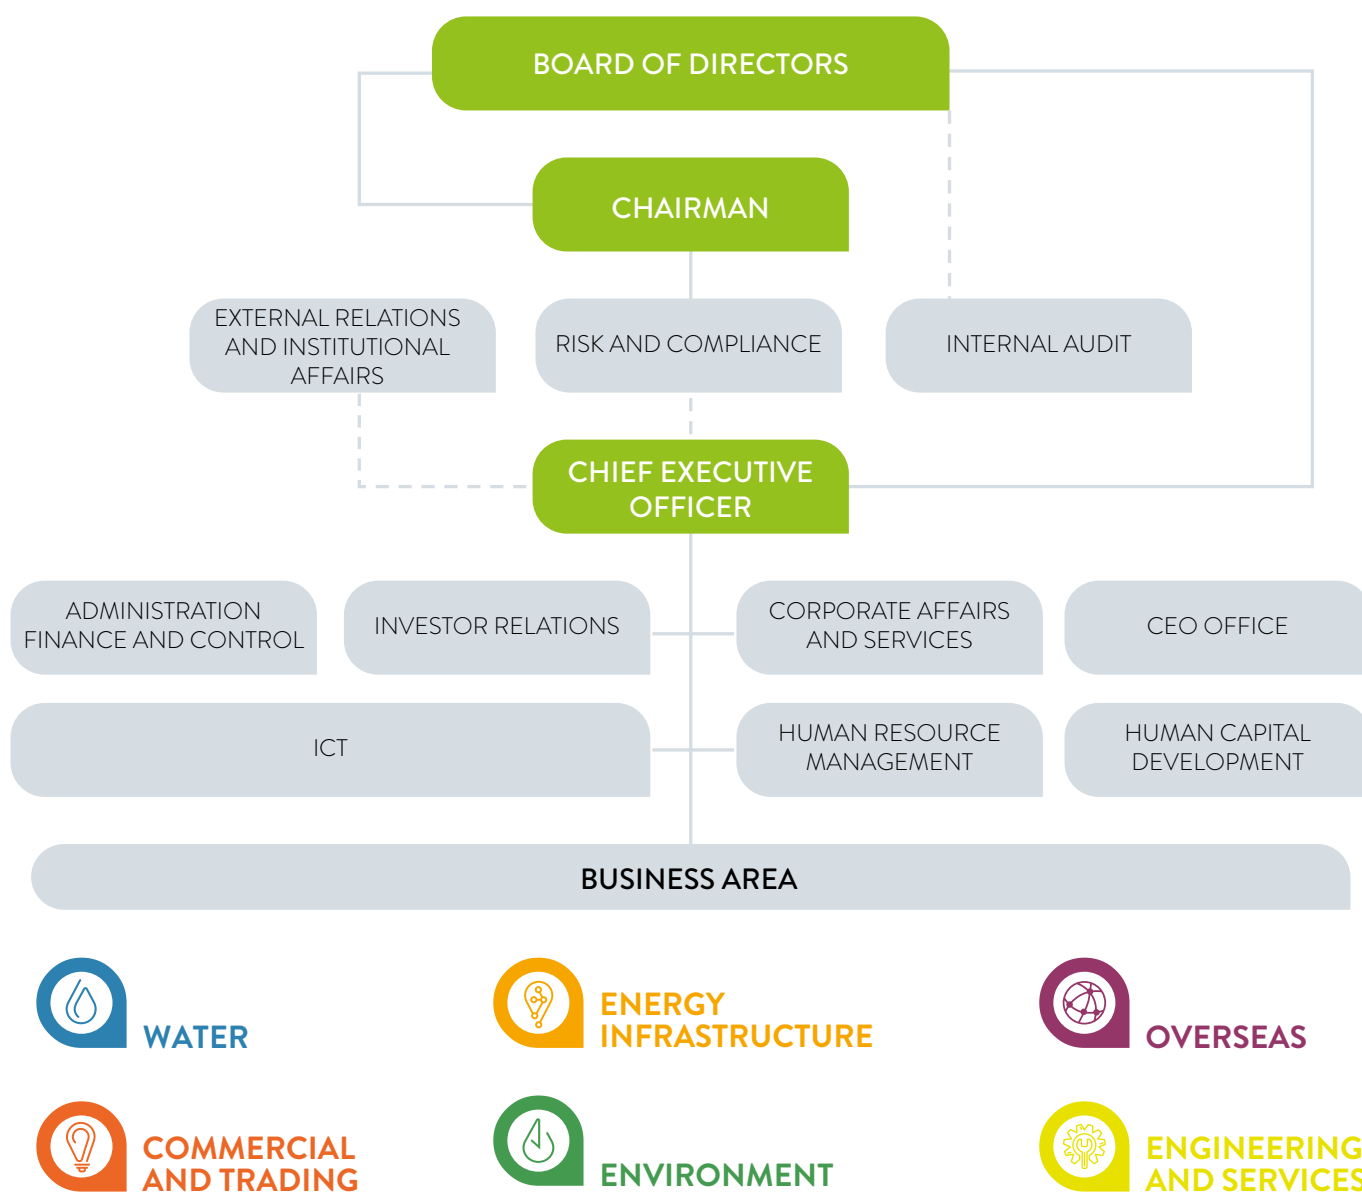 BOARD OF DIRECTORS
CHAIRMAN
EXTERNAL RELATIONS
AND INSTITUTIONAL
AFFAIRS
RISK AND COMPLIANCE
INTERNAL AUDIT
CHIEF EXECUTIVE
OFFICER
ADMINISTRATION
FINANCE AND CONTROL
INVESTOR RELATIONS
CORPORATE AFFAIRS
AND SERVICES
CEO OFFICE
ICT
HUMAN RESOURCE
MANAGEMENT
HUMAN CAPITAL
DEVELOPMENT
BUSINESS AREA
WATER
ENERGY
INFRASTRUCTURE
OVERSEAS
COMMERCIAL
AND TRADING
ENVIRONMENT
ENGINEERING
AND SERVICES